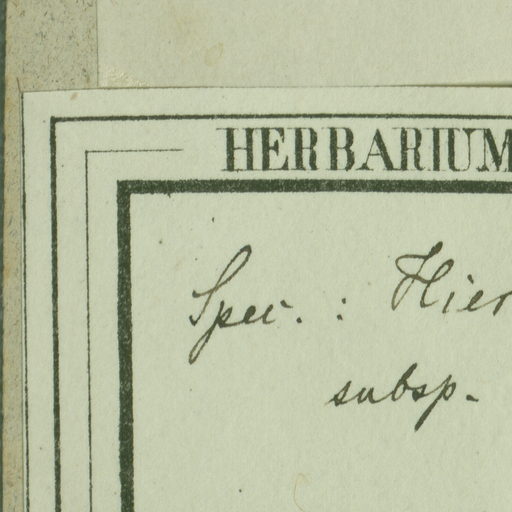 HERBARIUM
Spec. : Hier
subsp.